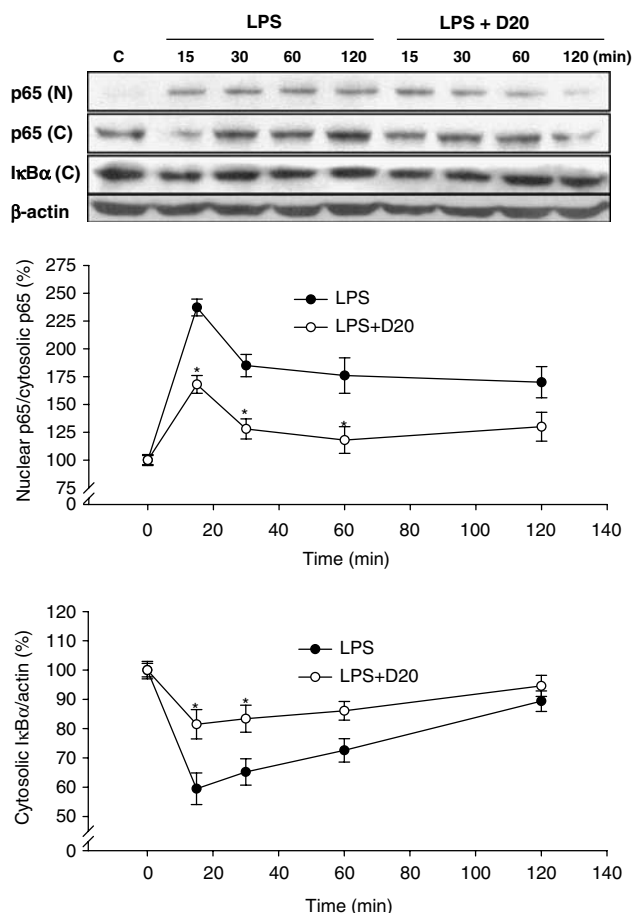 LPS LPS + D20
C 15 30 60 120 15 30 60 120 (min)
p65 (N)
p65 (C)
IκBα (C)
β-actin
Nuclear p65/cytosolic p65 (%)
275
250
225
200
175
150
125
100
75
0
LPS
LPS+D20
*
*
*
0 20 40 60 80 100 120 140
Time (min)
Cytosolic IκBα/actin (%)
120
110
100
90
80
70
60
50
0
LPS
LPS+D20
* *
0 20 40 60 80 100 120 140
Time (min)